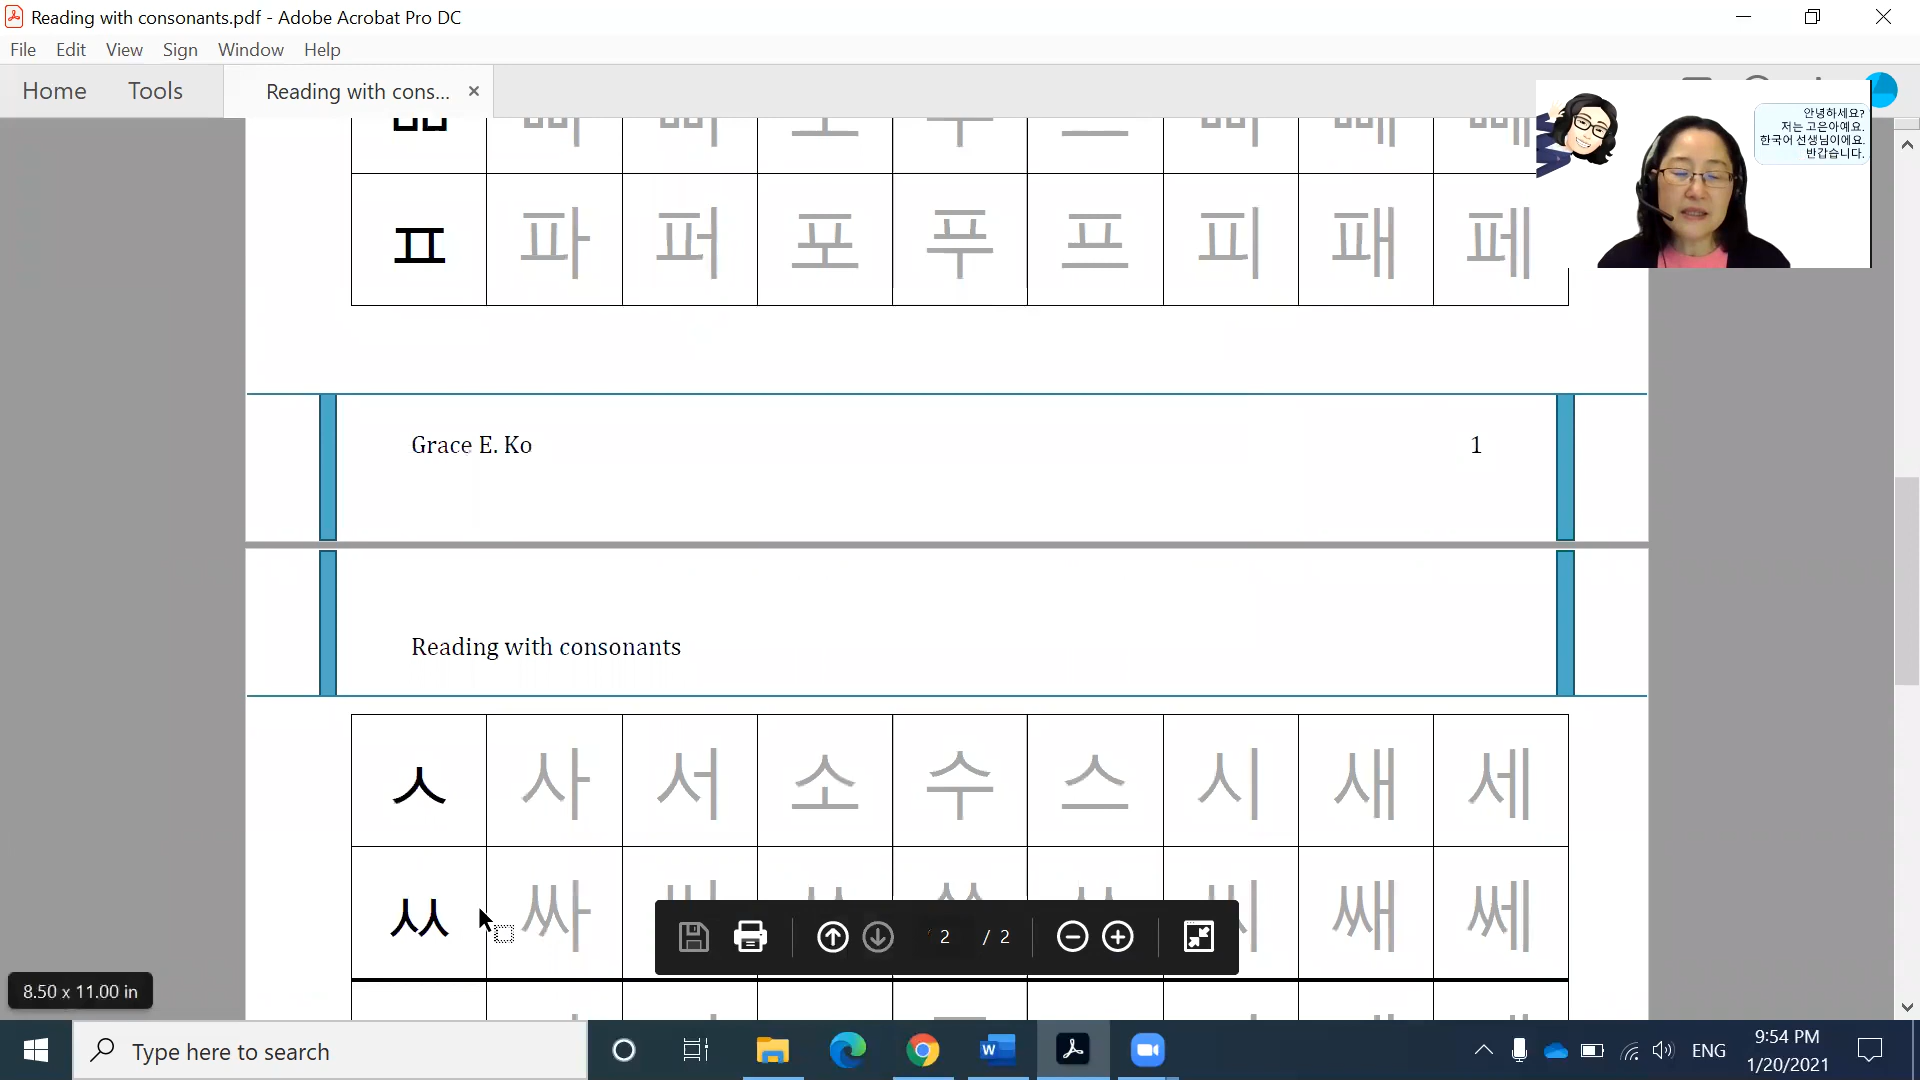 Reading with consonants.pdf - Adobe Acrobat Pro DC
File Edit View Sign Window Help
Home Tools Reading with cons... ×
안녕하세요?
저는 고은아예요.
한국어 선생님이에요.
반갑습니다.
ㅍ 파 퍼 포 푸 프 피 패 페
Grace E. Ko 1
Reading with consonants
ㅅ 사 서 소 수 스 시 새 세
ㅆ 싸 쌔 쎄
2 / 2
8.50 x 11.00 in
Type here to search
ENG
9:54 PM
1/20/2021